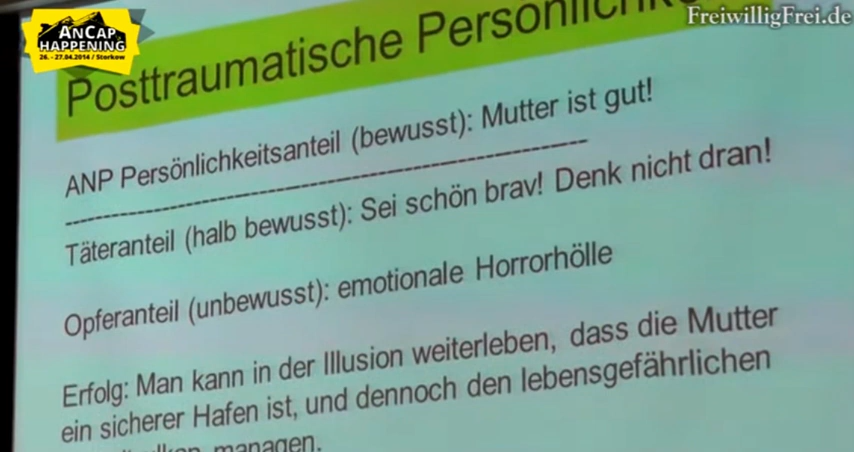 ANCAP
HAPPENING
26. - 27.04.2014 / Storkow
FreiwilligFrei.de
Posttraumatische
ANP Persönlichkeitsanteil (bewusst): Mutter ist gut!
Täteranteil (halb bewusst): Sei schön brav! Denk nicht dran!
Opferanteil (unbewusst): emotionale Horrorhölle
Erfolg: Man kann in der Illusion weiterleben, dass die Mutter
ein sicherer Hafen ist, und dennoch den lebensgefährlichen
managen.